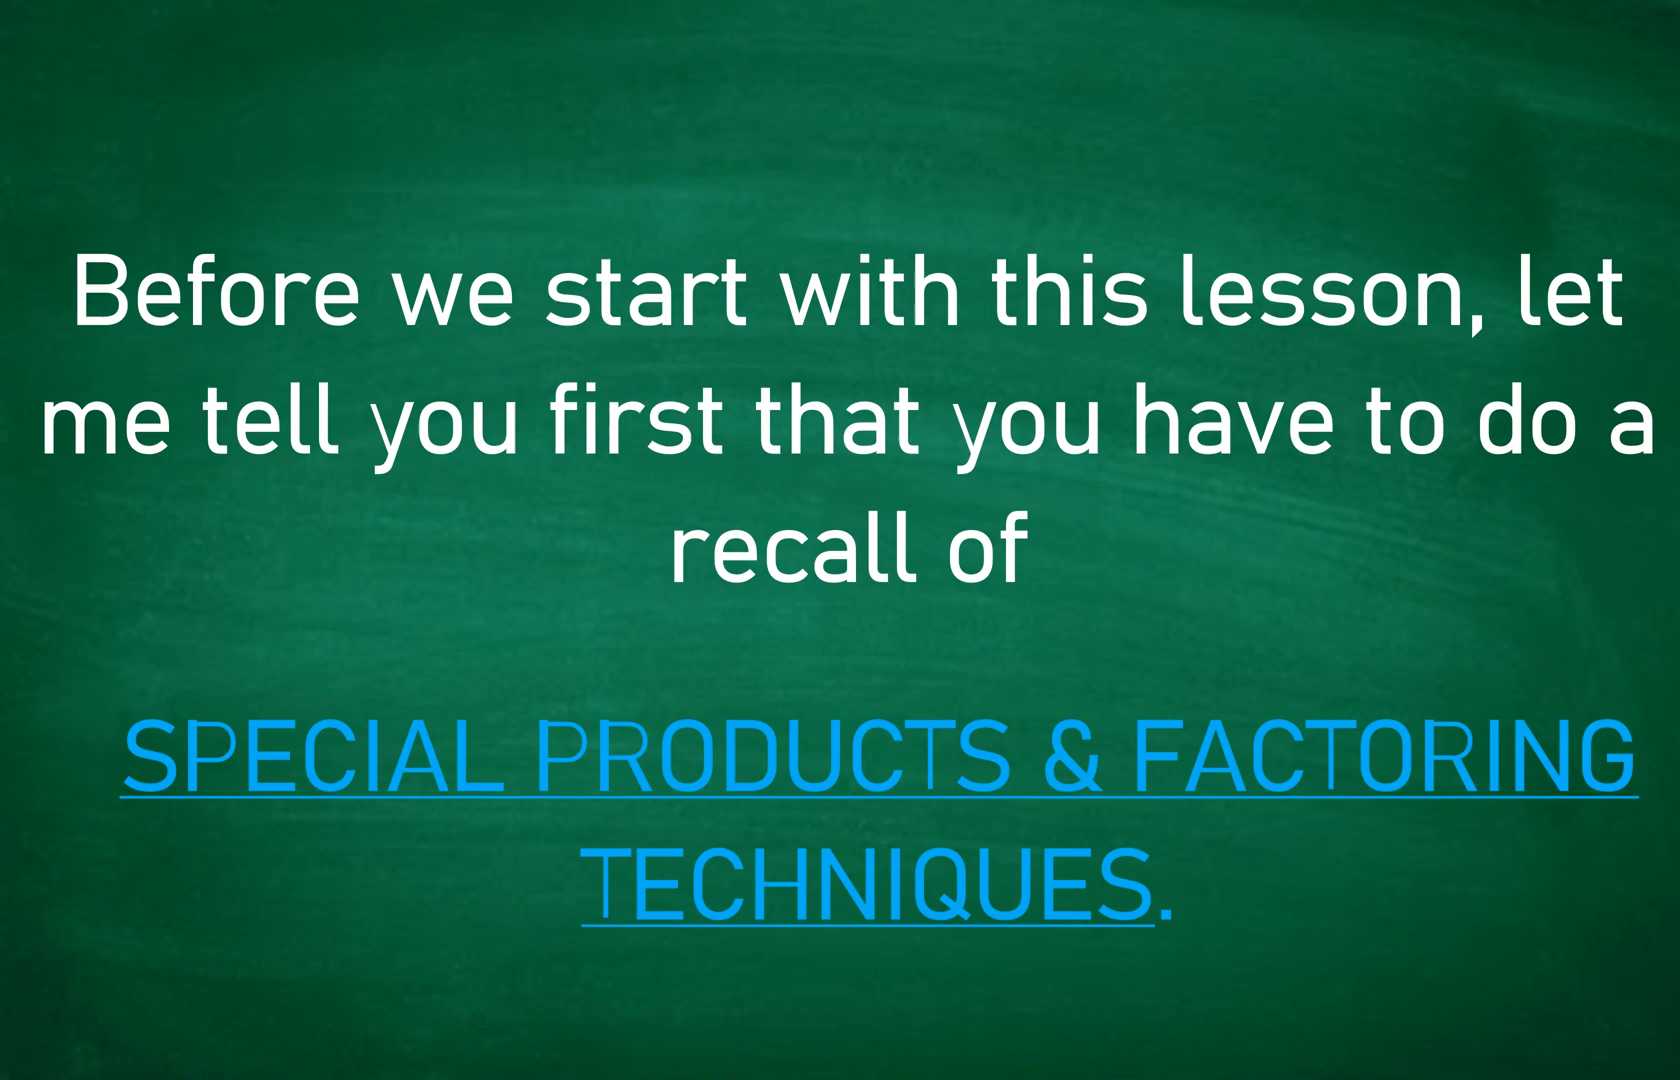 Before we start with this lesson, let
me tell you first that you have to do a
recall of
SPECIAL PRODUCTS & FACTORING
TECHNIQUES.